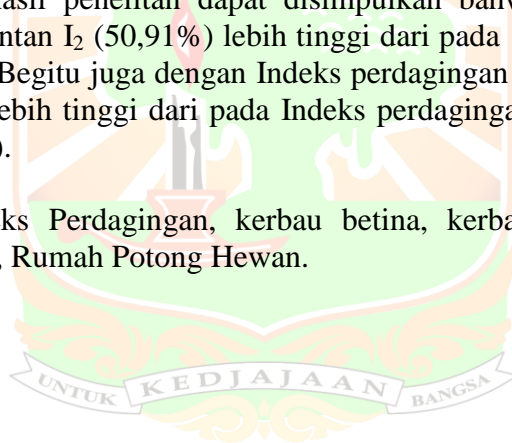 hasil penelitan dapat disimpulkan bahw
ntan I₂ (50,91%) lebih tinggi dari pada
Begitu juga dengan Indeks perdagingan
ebih tinggi dari pada Indeks perdaginga
).
ks Perdagingan, kerbau betina, kerba
, Rumah Potong Hewan.
UNTUK KEDJAJAAN BANGSA